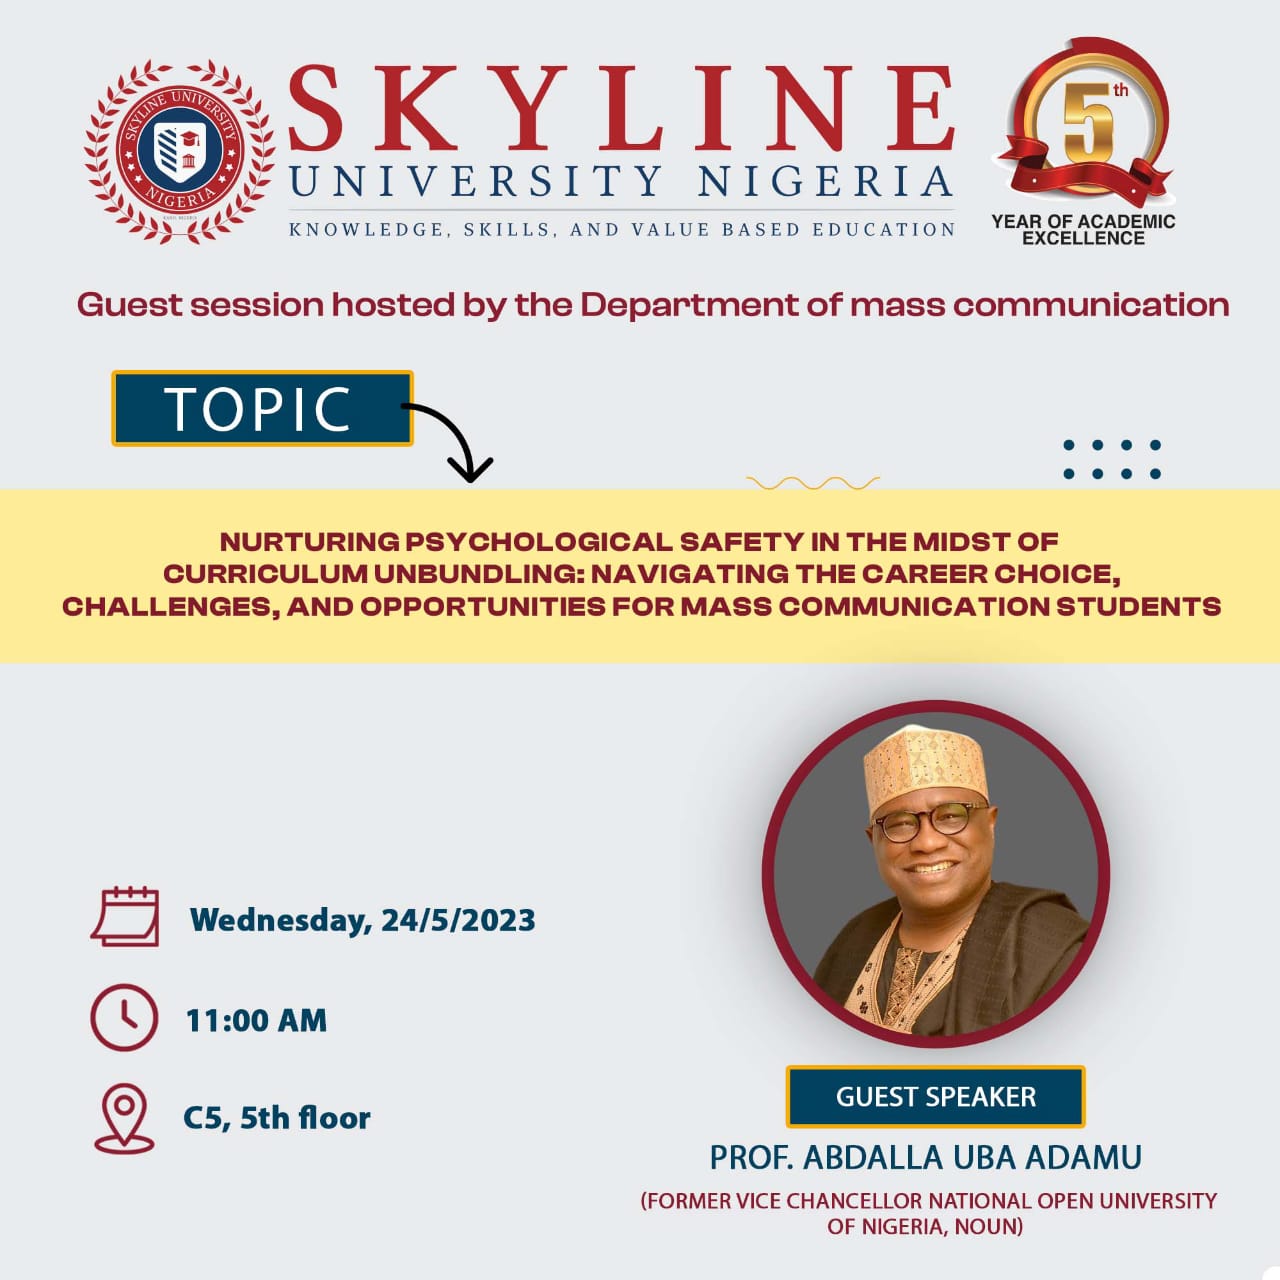 SKYLINE UNIVERSITY
NIGERIA
SKYLINE
UNIVERSITY NIGERIA
KNOWLEDGE, SKILLS, AND VALUE BASED EDUCATION
5th
YEAR OF ACADEMIC
EXCELLENCE
Guest session hosted by the Department of mass communication
TOPIC
NURTURING PSYCHOLOGICAL SAFETY IN THE MIDST OF
CURRICULUM UNBUNDLING: NAVIGATING THE CAREER CHOICE,
CHALLENGES, AND OPPORTUNITIES FOR MASS COMMUNICATION STUDENTS
Wednesday, 24/5/2023
11:00 AM
C5, 5th floor
GUEST SPEAKER
PROF. ABDALLA UBA ADAMU
(FORMER VICE CHANCELLOR NATIONAL OPEN UNIVERSITY
OF NIGERIA, NOUN)